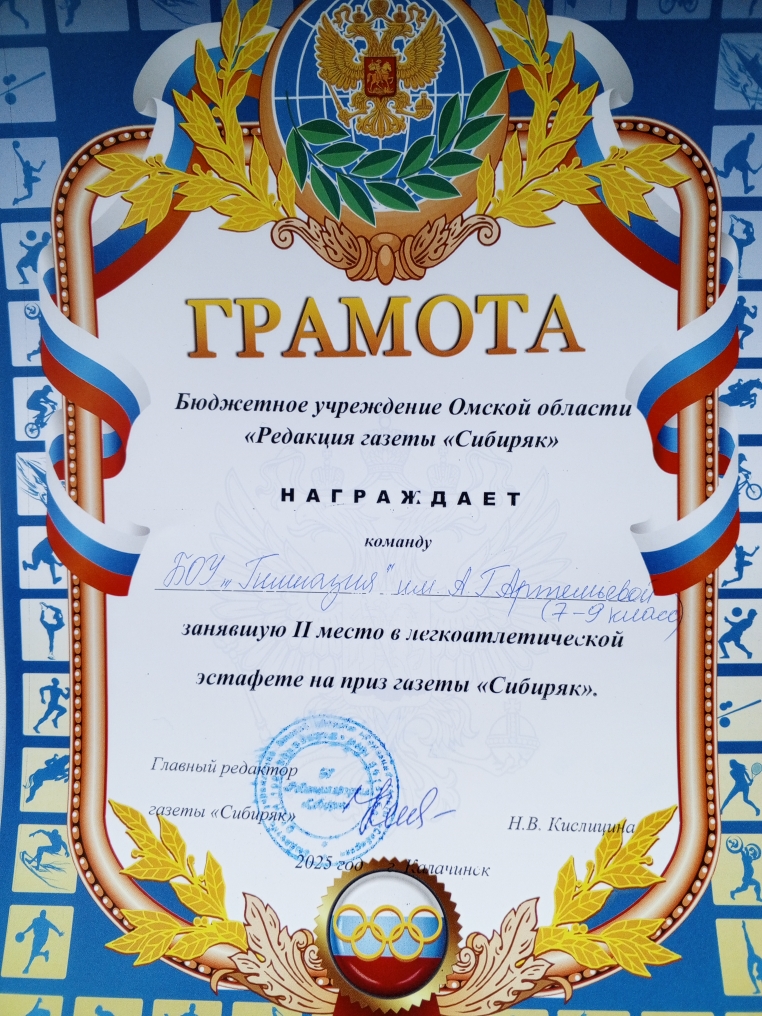 ГРАМОТА
Бюджетное учреждение Омской области
«Редакция газеты «Сибиряк»
НАГРАЖДАЕТ
команду
БОУ „Гимназия" им. А.Г Артемьевой
(7-9 класс)
занявшую II место в легкоатлетической
эстафете на приз газеты «Сибиряк».
Главный редактор
газеты «Сибиряк»
Н.В. Кислицина
2025 год г. Калачинск